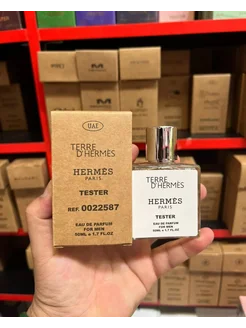 UAE
TERRE
D'HERMÈS
HERMÈS
PARIS
TESTER
REF. 0022587
EAU DE PARFUM
FOR MEN
50ML e 1.7 FL.OZ
TERRE
D'HERMÈS
HERMÈS
PARIS
TESTER
EAU DE PARFUM
FOR MEN
50ML e 1.7 FL.OZ